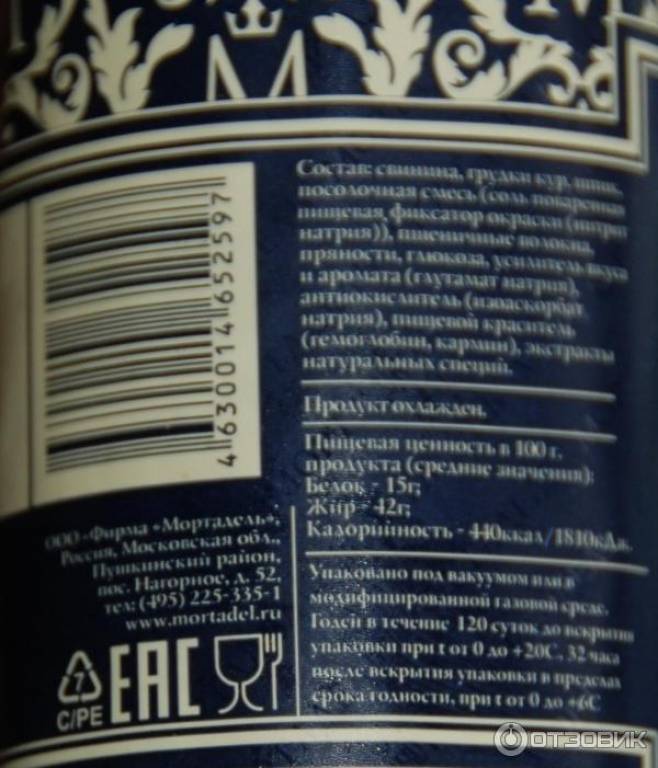 М
Состав: свинина, грудки кур, шпик,
посолочная смесь (соль поваренная
пищевая, фиксатор окраски (нитрит
натрия)), пшеничные волокна,
пряности, глюкоза, усилитель вкуса
и аромата (глутамат натрия),
антиокислитель (изоаскорбат
натрия), пищевой краситель
(гемоглобин, кармин), экстракты
натуральных специй.
Продукт охлажден.
Пищевая ценность в 100 г.
продукта (средние значения):
Белок - 15г;
Жир - 42г;
Калорийность - 440ккал/1810кДж.
Упаковано под вакуумом или в
модифицированной газовой среде.
Годен в течение 120 суток до вскрытия
упаковки при t от 0 до +20С. 32 часа
после вскрытия упаковки в пределах
срока годности, при t от 0 до +6С
4 630014 652597
ООО «Фирма «Мортадель»,
Россия, Московская обл.,
Пушкинский район,
пос. Нагорное, д. 52,
тел: (495) 225-335-1
www.mortadel.ru
7
C/PE
EAC
ОТЗОВИК